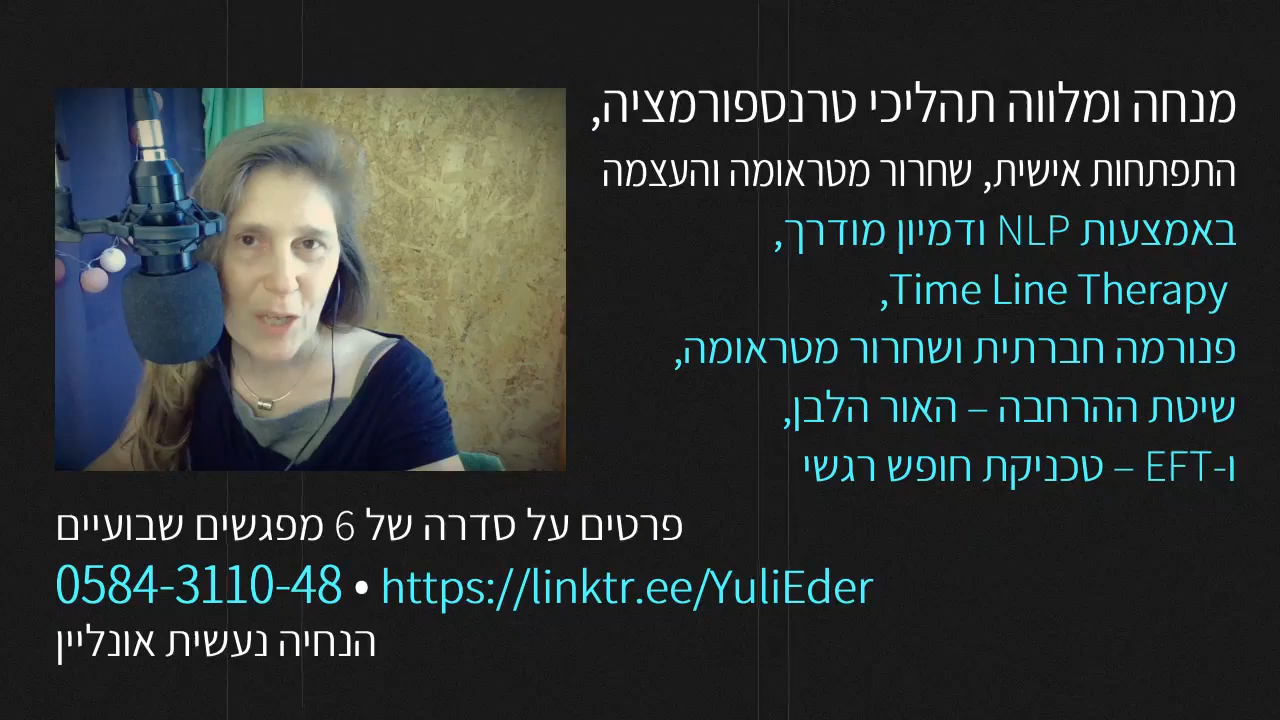 מנחה ומלווה תהליכי טרנספורמציה,
התפתחות אישית, שחרור מטראומה והעצמה
באמצעות NLP ודמיון מודרך,
Time Line Therapy,
פנורמה חברתית ושחרור מטראומה,
שיטת ההרחבה – האור הלבן,
ו-EFT – טכניקת חופש רגשי
פרטים על סדרה של 6 מפגשים שבועיים
0584-3110-48 • https://linktr.ee/YuliEder
הנחיה נעשית אונליין